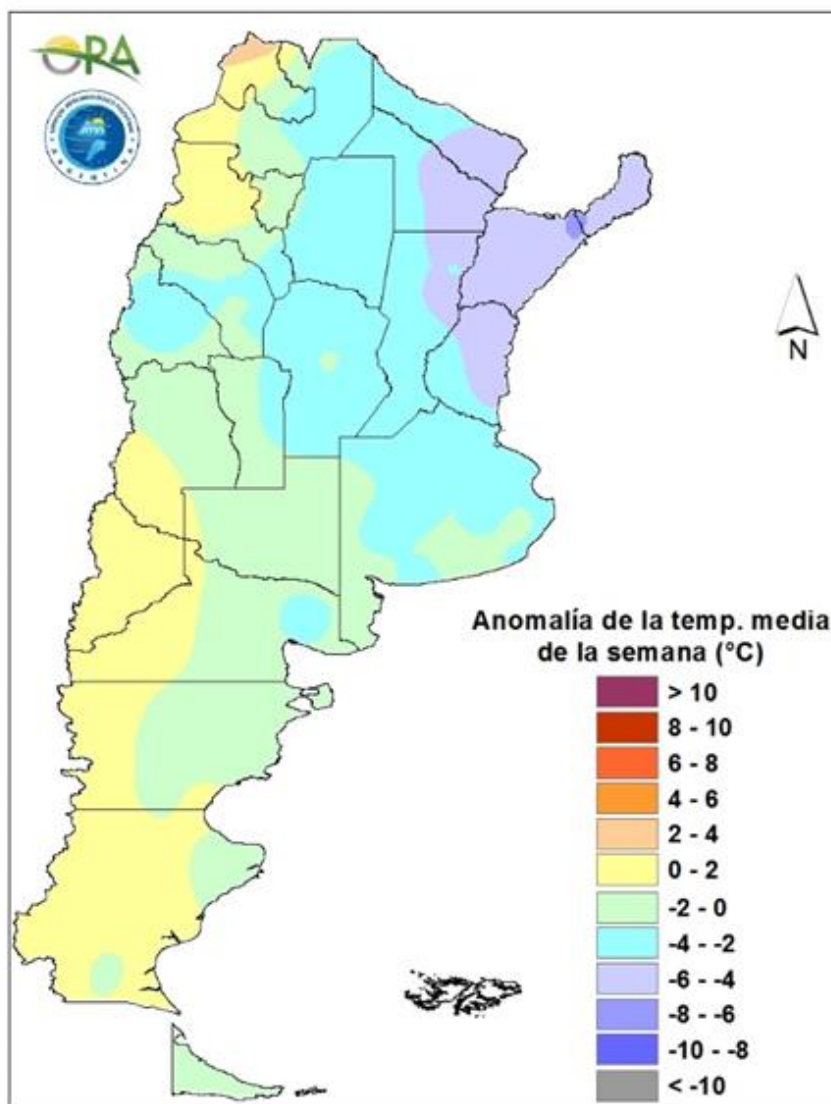 ORA
N
Anomalía de la temp. media
de la semana (°C)
> 10
8 - 10
6 - 8
4 - 6
2 - 4
0 - 2
-2 - 0
-4 - -2
-6 - -4
-8 - -6
-10 - -8
< -10